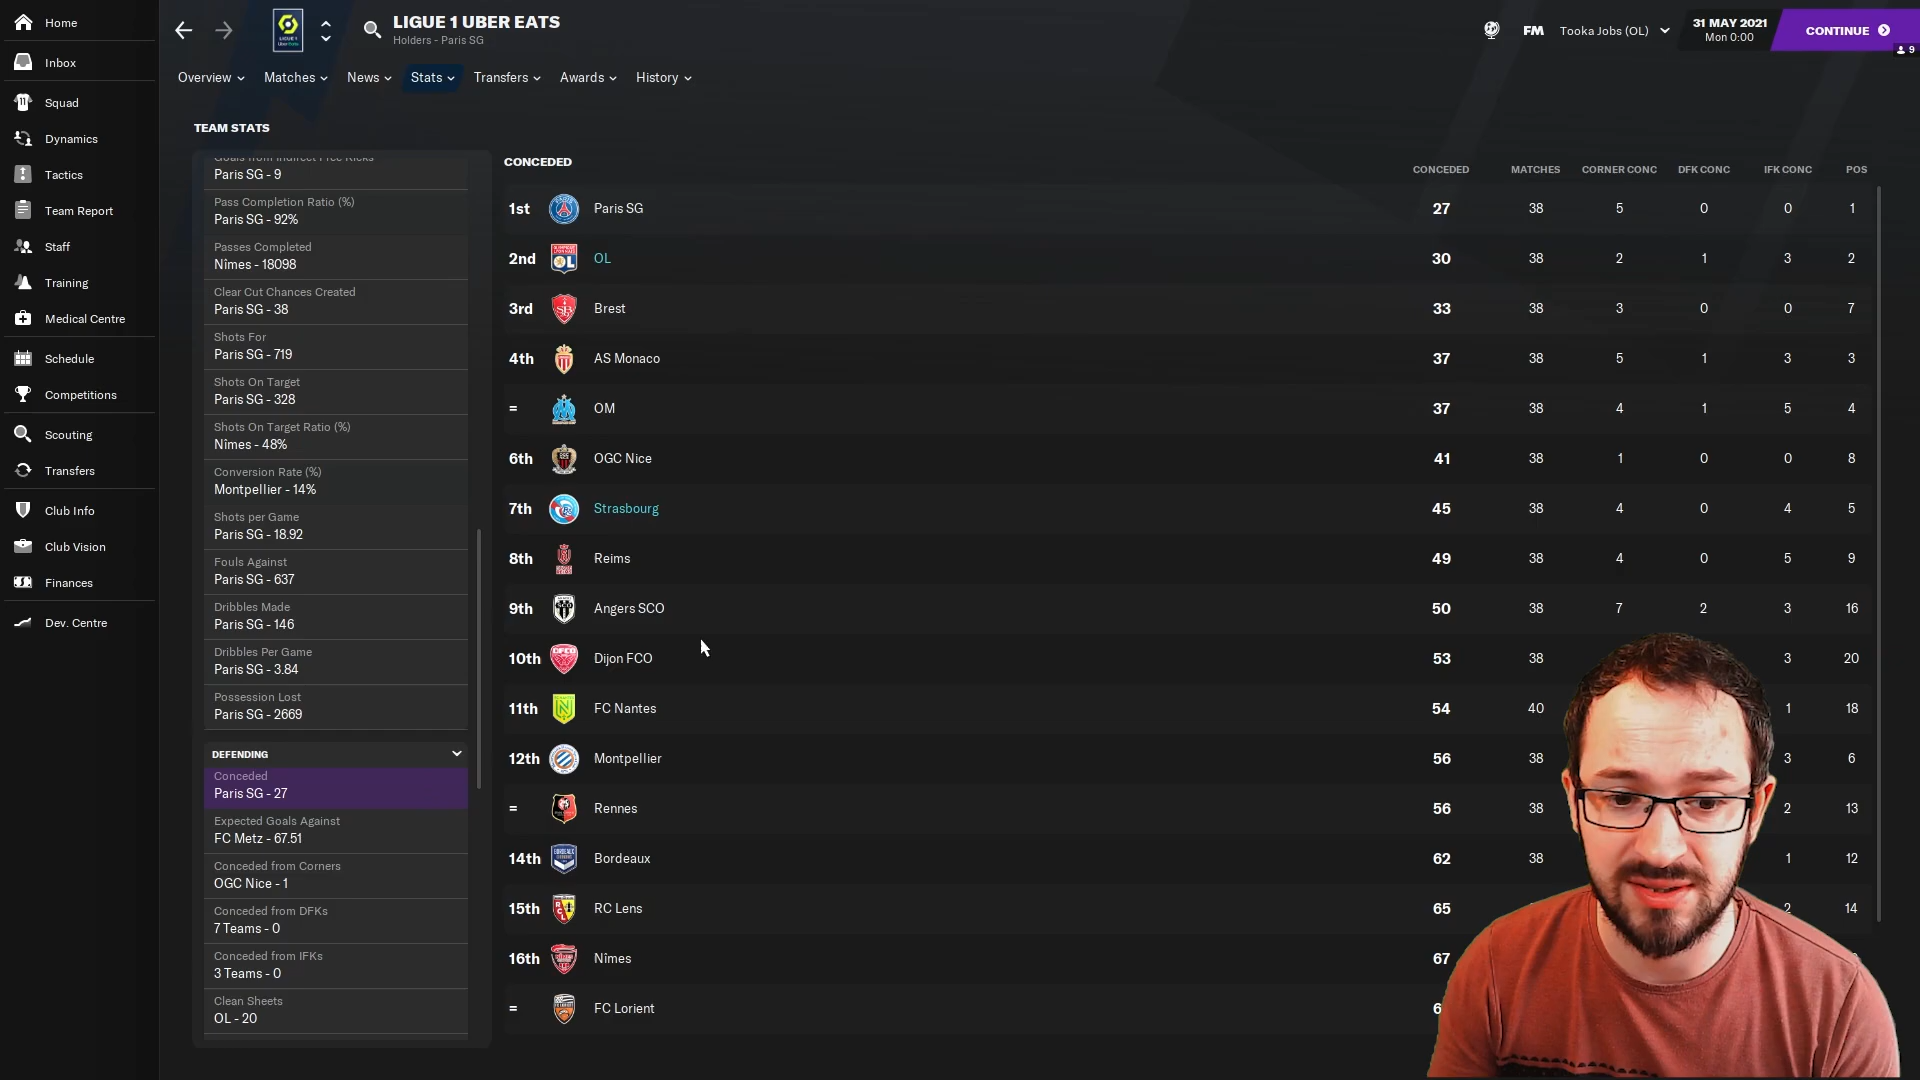 Home
Inbox
Squad
Dynamics
Tactics
Team Report
Staff
Training
Medical Centre
Schedule
Competitions
Scouting
Transfers
Club Info
Club Vision
Finances
Dev. Centre
LIGUE 1 UBER EATS
Holders - Paris SG
FM
Tooka Jobs (OL)
31 MAY 2021
Mon 0:00
CONTINUE
9
Overview Matches News Stats Transfers Awards History
TEAM STATS
Goals from Indirect Free Kicks
Paris SG - 9
Pass Completion Ratio (%)
Paris SG - 92%
Passes Completed
Nîmes - 18098
Clear Cut Chances Created
Paris SG - 38
Shots For
Paris SG - 719
Shots On Target
Paris SG - 328
Shots On Target Ratio (%)
Nîmes - 48%
Conversion Rate (%)
Montpellier - 14%
Shots per Game
Paris SG - 18.92
Fouls Against
Paris SG - 637
Dribbles Made
Paris SG - 146
Dribbles Per Game
Paris SG - 3.84
Possession Lost
Paris SG - 2669
DEFENDING
Conceded
Paris SG - 27
Expected Goals Against
FC Metz - 67.51
Conceded from Corners
OGC Nice - 1
Conceded from DFKs
7 Teams - 0
Conceded from IFKs
3 Teams - 0
Clean Sheets
OL - 20
CONCEDED CONCEDED MATCHES CORNER CONC DFK CONC IFK CONC POS
1st Paris SG 27 38 5 0 0 1
2nd OL 30 38 2 1 3 2
3rd Brest 33 38 3 0 0 7
4th AS Monaco 37 38 5 1 3 3
= OM 37 38 4 1 5 4
6th OGC Nice 41 38 1 0 0 8
7th Strasbourg 45 38 4 0 4 5
8th Reims 49 38 4 0 5 9
9th Angers SCO 50 38 7 2 3 16
10th Dijon FCO 53 38 3 20
11th FC Nantes 54 40 1 18
12th Montpellier 56 38 3 6
= Rennes 56 38 2 13
14th Bordeaux 62 38 1 12
15th RC Lens 65 2 14
16th Nîmes 67
= FC Lorient